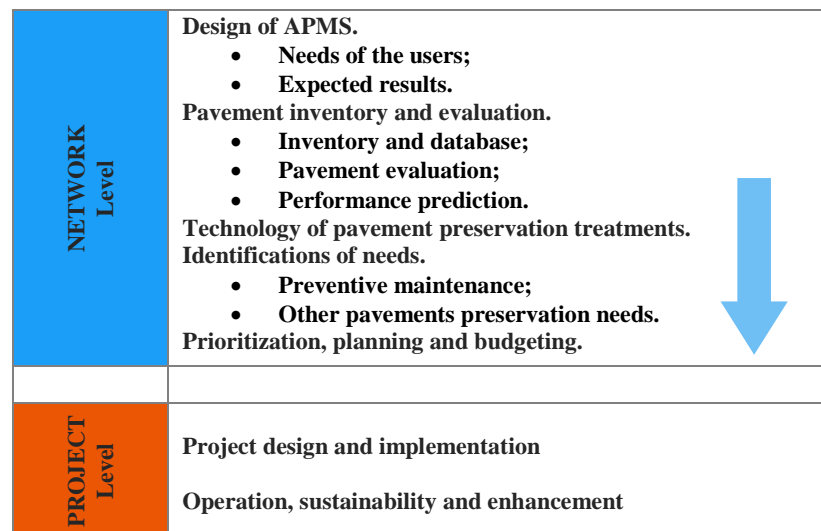 NETWORK
Level
Design of APMS.
• Needs of the users;
• Expected results.
Pavement inventory and evaluation.
• Inventory and database;
• Pavement evaluation;
• Performance prediction.
Technology of pavement preservation treatments.
Identifications of needs.
• Preventive maintenance;
• Other pavements preservation needs.
Prioritization, planning and budgeting.
PROJECT
Level
Project design and implementation
Operation, sustainability and enhancement